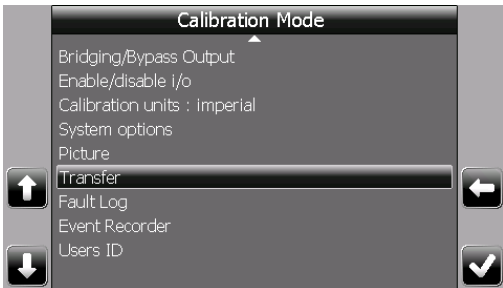 Calibration Mode
Bridging/Bypass Output
Enable/disable i/o
Calibration units : imperial
System options
Picture
Transfer
Fault Log
Event Recorder
Users ID